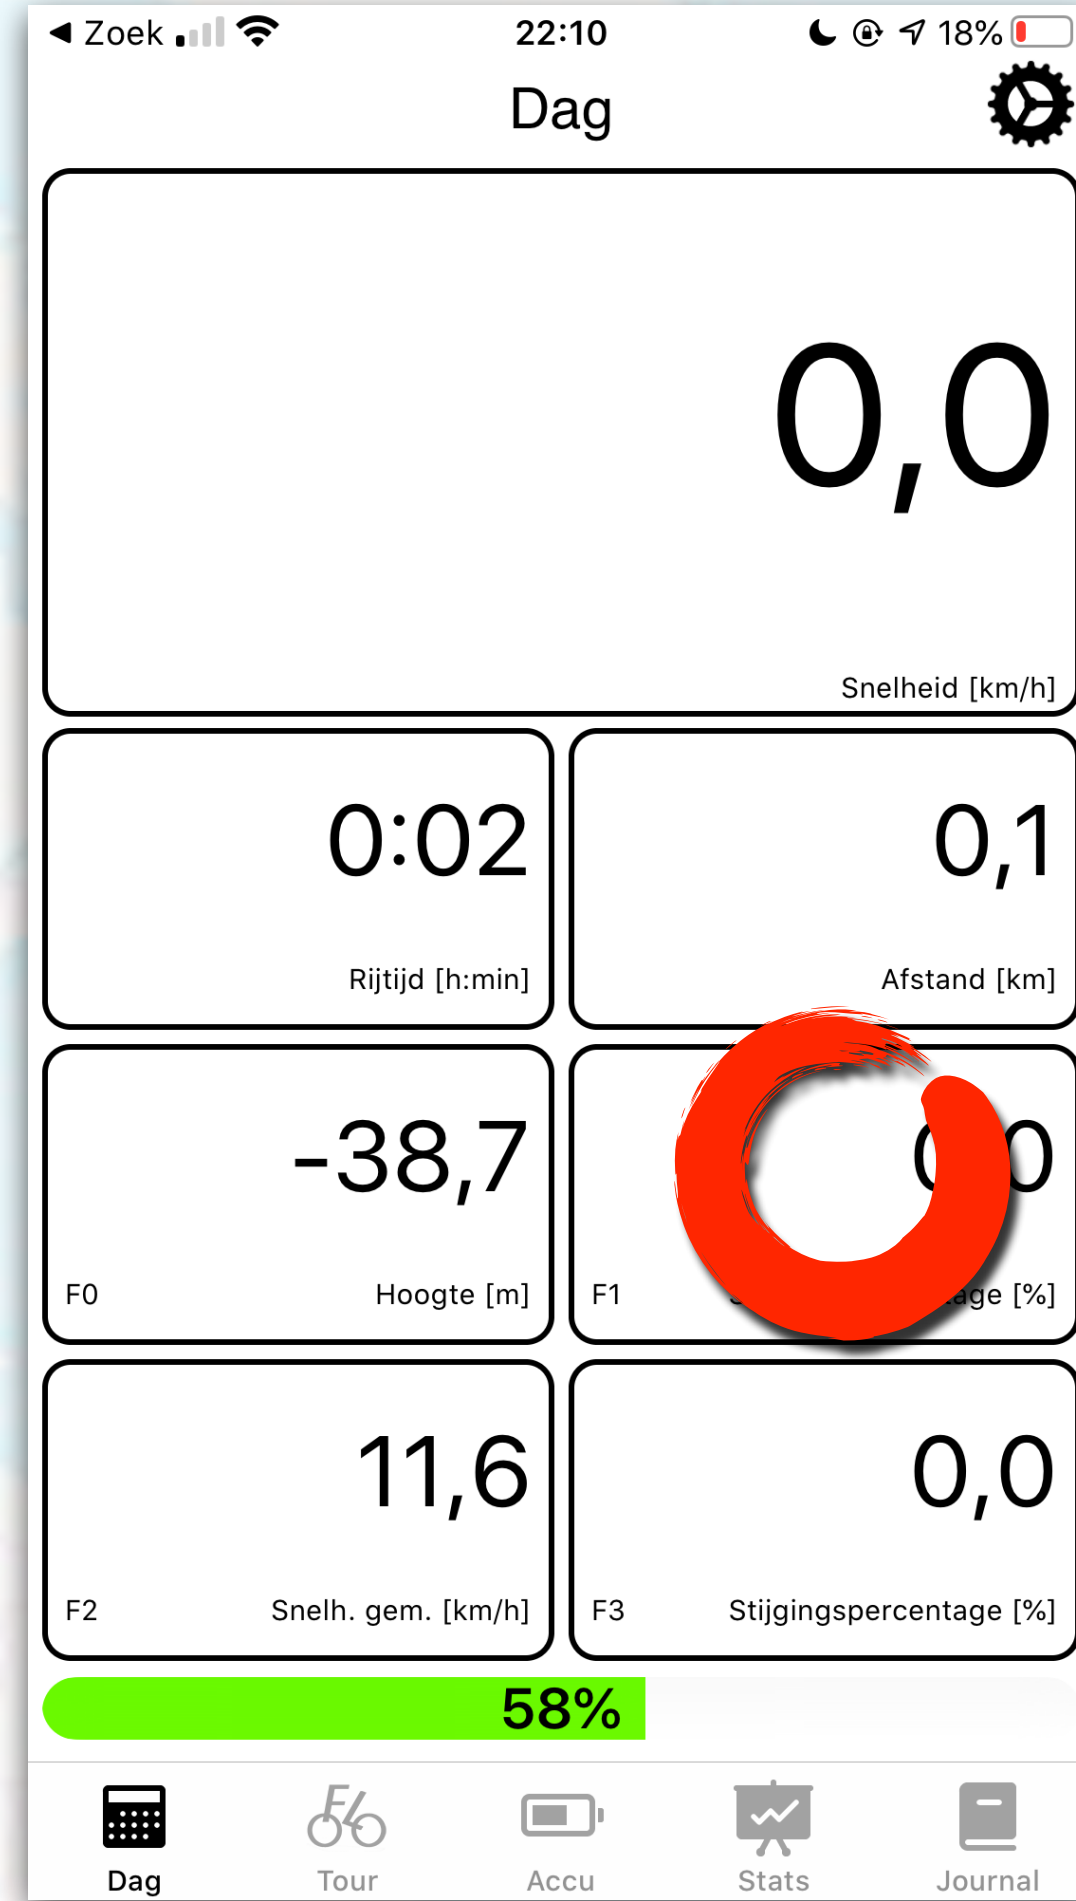 Zoek 22:10 18%
Dag
0,0
Snelheid [km/h]
0:02 0,1
Rijtijd [h:min] Afstand [km]
-38,7
F0 Hoogte [m] F1 [%]
11,6 0,0
F2 Snelh. gem. [km/h] F3 Stijgingspercentage [%]
58%
Dag Tour Accu Stats Journal